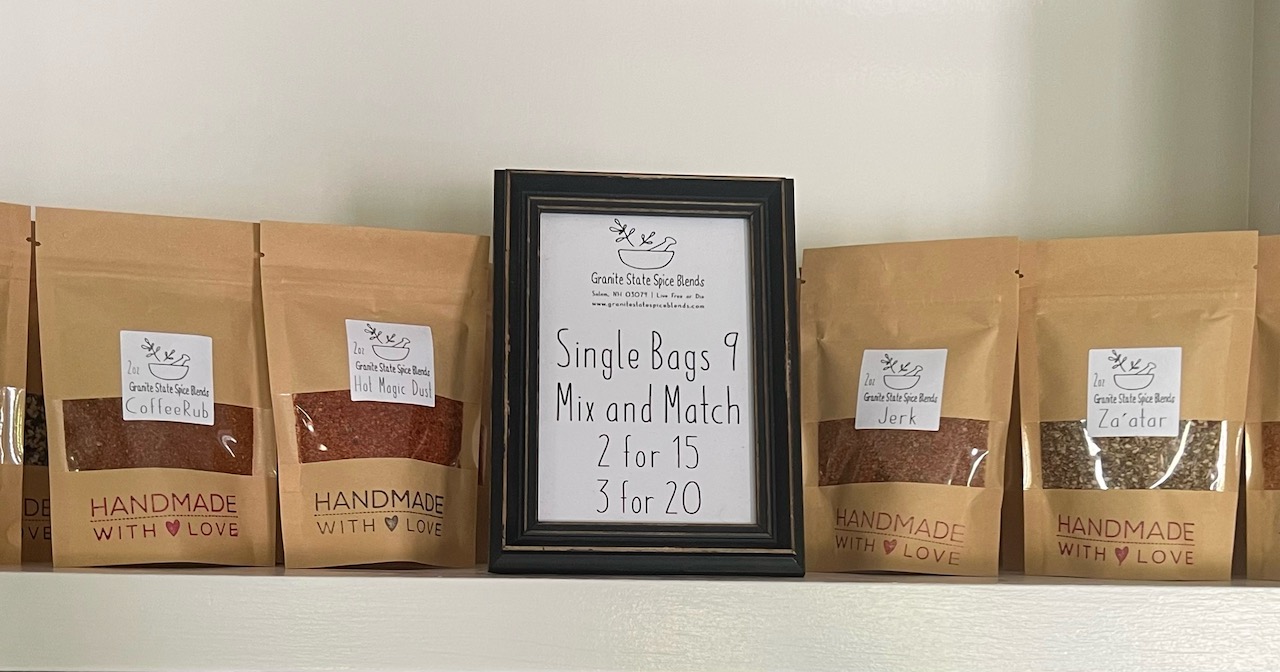 DE
OVE
2oz
Granite State Spice Blends
CoffeeRub
HANDMADE
WITH LOVE
2oz
Granite State Spice Blends
Hot Magic Dust
HANDMADE
WITH LOVE
Granite State Spice Blends
Salem, NH 03079 | Live Free or Die
www.granitestatespiceblends.com
Single Bags 9
Mix and Match
2 for 15
3 for 20
2oz
Granite State Spice Blends
Jerk
HANDMADE
WITH LOVE
2oz
Granite State Spice Blends
Za'atar
HANDMADE
WITH LOVE